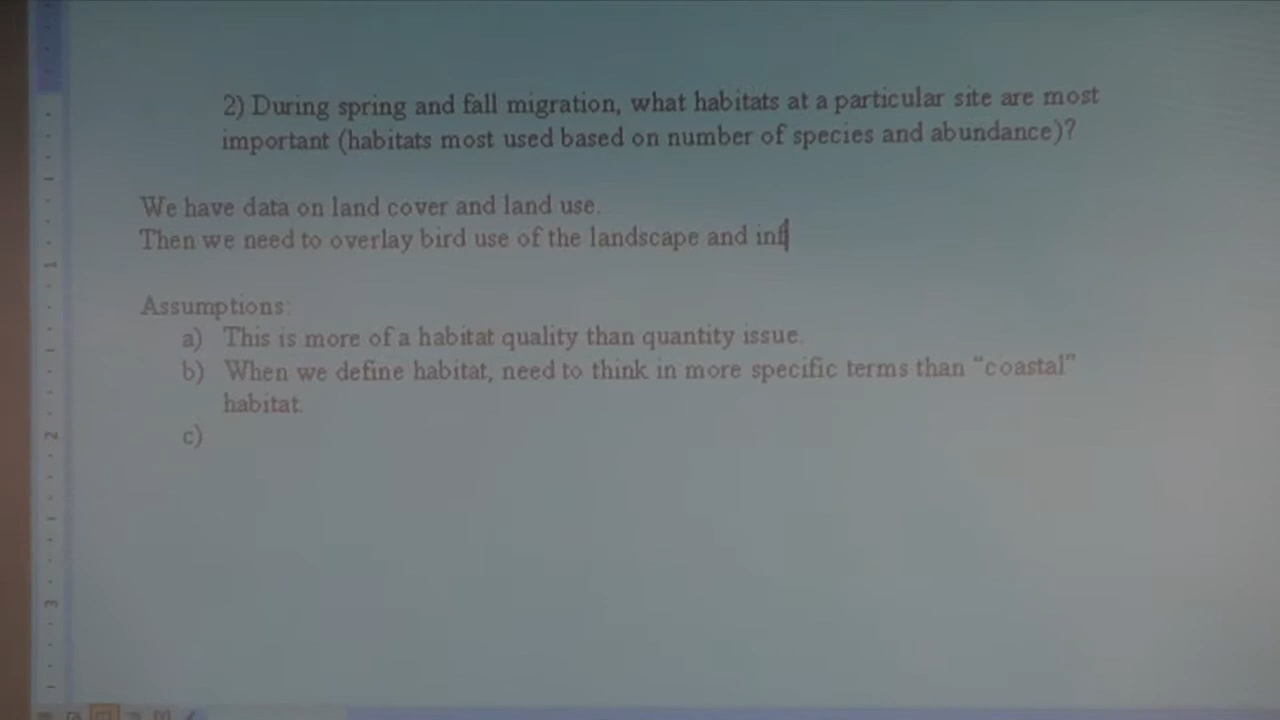 2) During spring and fall migration, what habitats at a particular site are most
important (habitats most used based on number of species and abundance)?
We have data on land cover and land use.
Then we need to overlay bird use of the landscape and inf
Assumptions:
a) This is more of a habitat quality than quantity issue.
b) When we define habitat, need to think in more specific terms than “coastal”
habitat.
c)
1
2
3